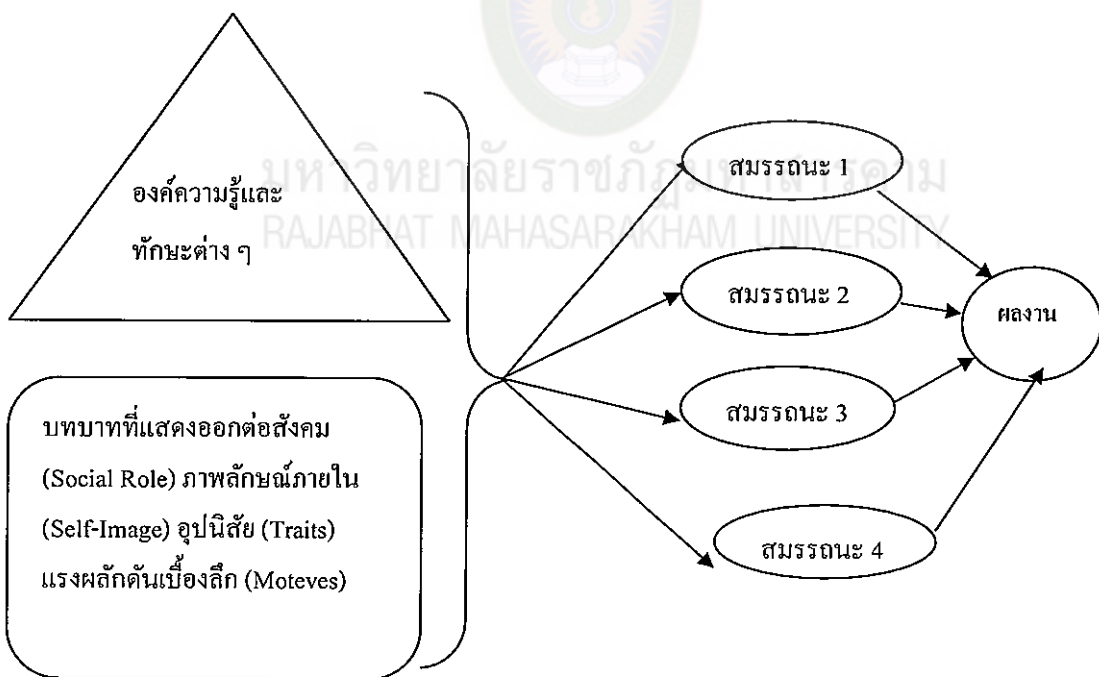 องค์ความรู้และ
ทักษะต่าง ๆ
บทบาทที่แสดงออกต่อสังคม
(Social Role) ภาพลักษณ์ภายใน
(Self-Image) อุปนิสัย (Traits)
แรงผลักดันเบื้องลึก (Moteves)
มหาวิทยาลัยราชภัฏมหาสารคาม
RAJABHAT MAHASARAKHAM UNIVERSITY
สมรรถนะ 1
สมรรถนะ 2
สมรรถนะ 3
สมรรถนะ 4
ผลงาน